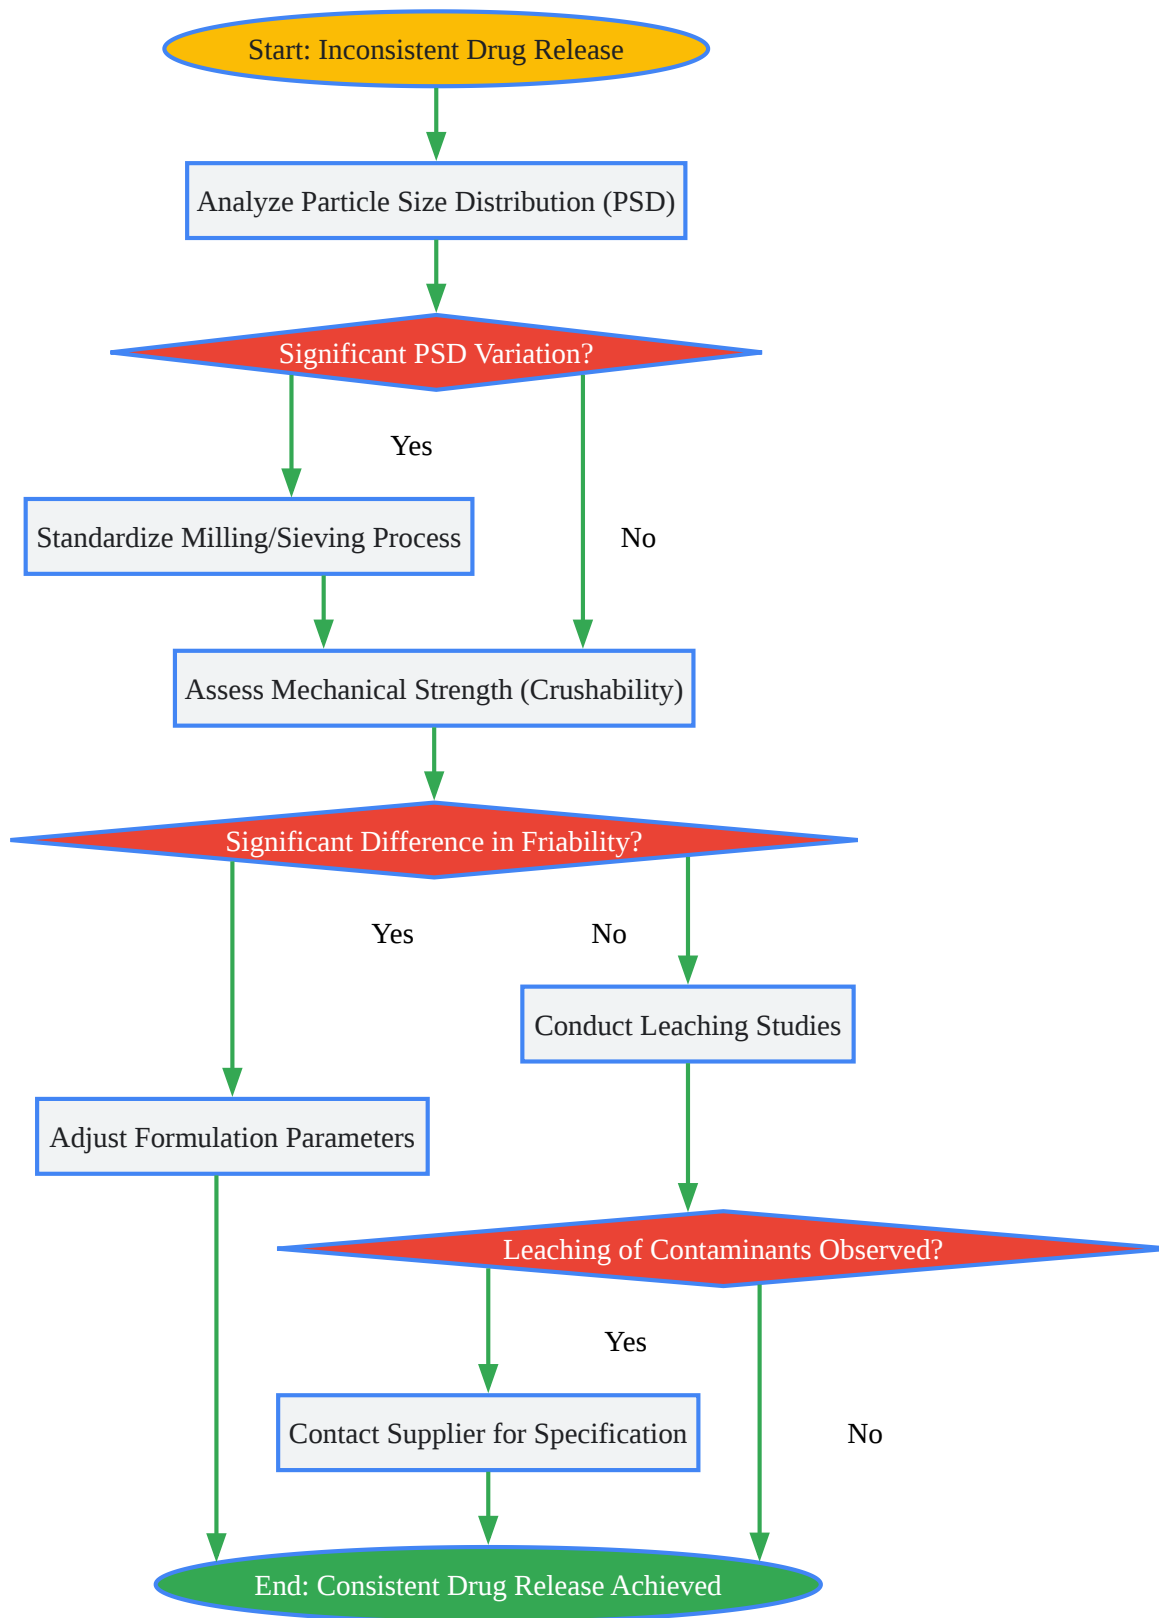 Start: Inconsistent Drug Release
Analyze Particle Size Distribution (PSD)
Significant PSD Variation?
Yes
Standardize Milling/Sieving Process
No
Assess Mechanical Strength (Crushability)
Significant Difference in Friability?
Yes
No
Conduct Leaching Studies
Adjust Formulation Parameters
Leaching of Contaminants Observed?
Yes
Contact Supplier for Specification
No
End: Consistent Drug Release Achieved